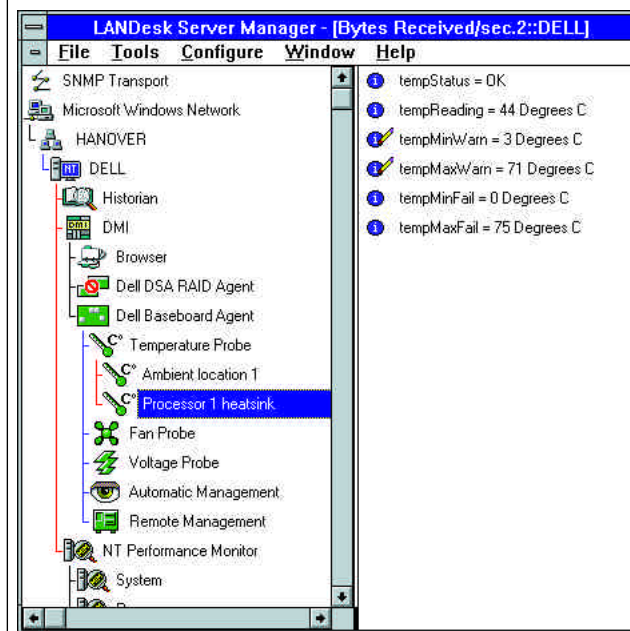 LANDesk Server Manager - [Bytes Received/sec.2::DELL]
File Tools Configure Window Help
SNMP Transport
Microsoft Windows Network
HANOVER
NT DELL
Historian
DMI DMI
Browser
Dell DSA RAID Agent
Dell Baseboard Agent
C° Temperature Probe
C° Ambient location 1
C° Processor 1 heatsink
Fan Probe
Voltage Probe
Automatic Management
Remote Management
NT Performance Monitor
System
tempStatus = OK
tempReading = 44 Degrees C
tempMinWarn = 3 Degrees C
tempMaxWarn = 71 Degrees C
tempMinFail = 0 Degrees C
tempMaxFail = 75 Degrees C